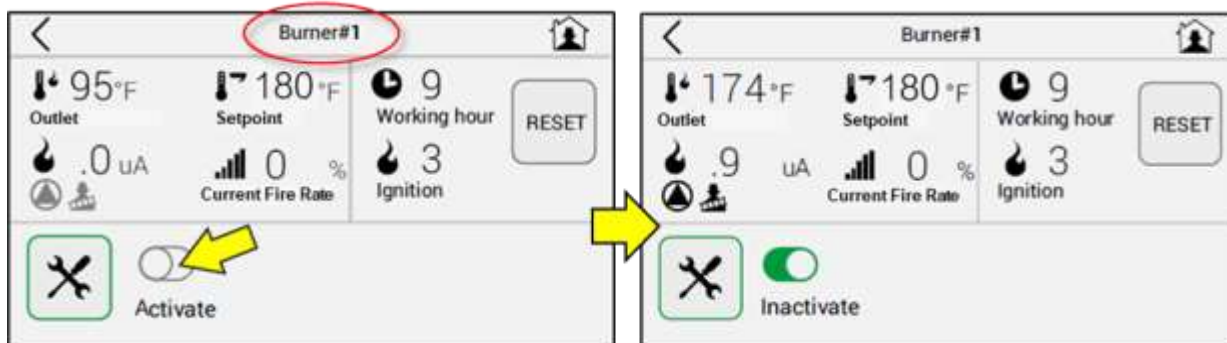 Burner#1
95°F
Outlet
180 °F
Setpoint
9
Working hour
RESET
.0 uA
0 %
Current Fire Rate
3
Ignition
Activate
Burner#1
174°F
Outlet
180 °F
Setpoint
9
Working hour
RESET
.9 uA
0 %
Current Fire Rate
3
Ignition
Inactivate